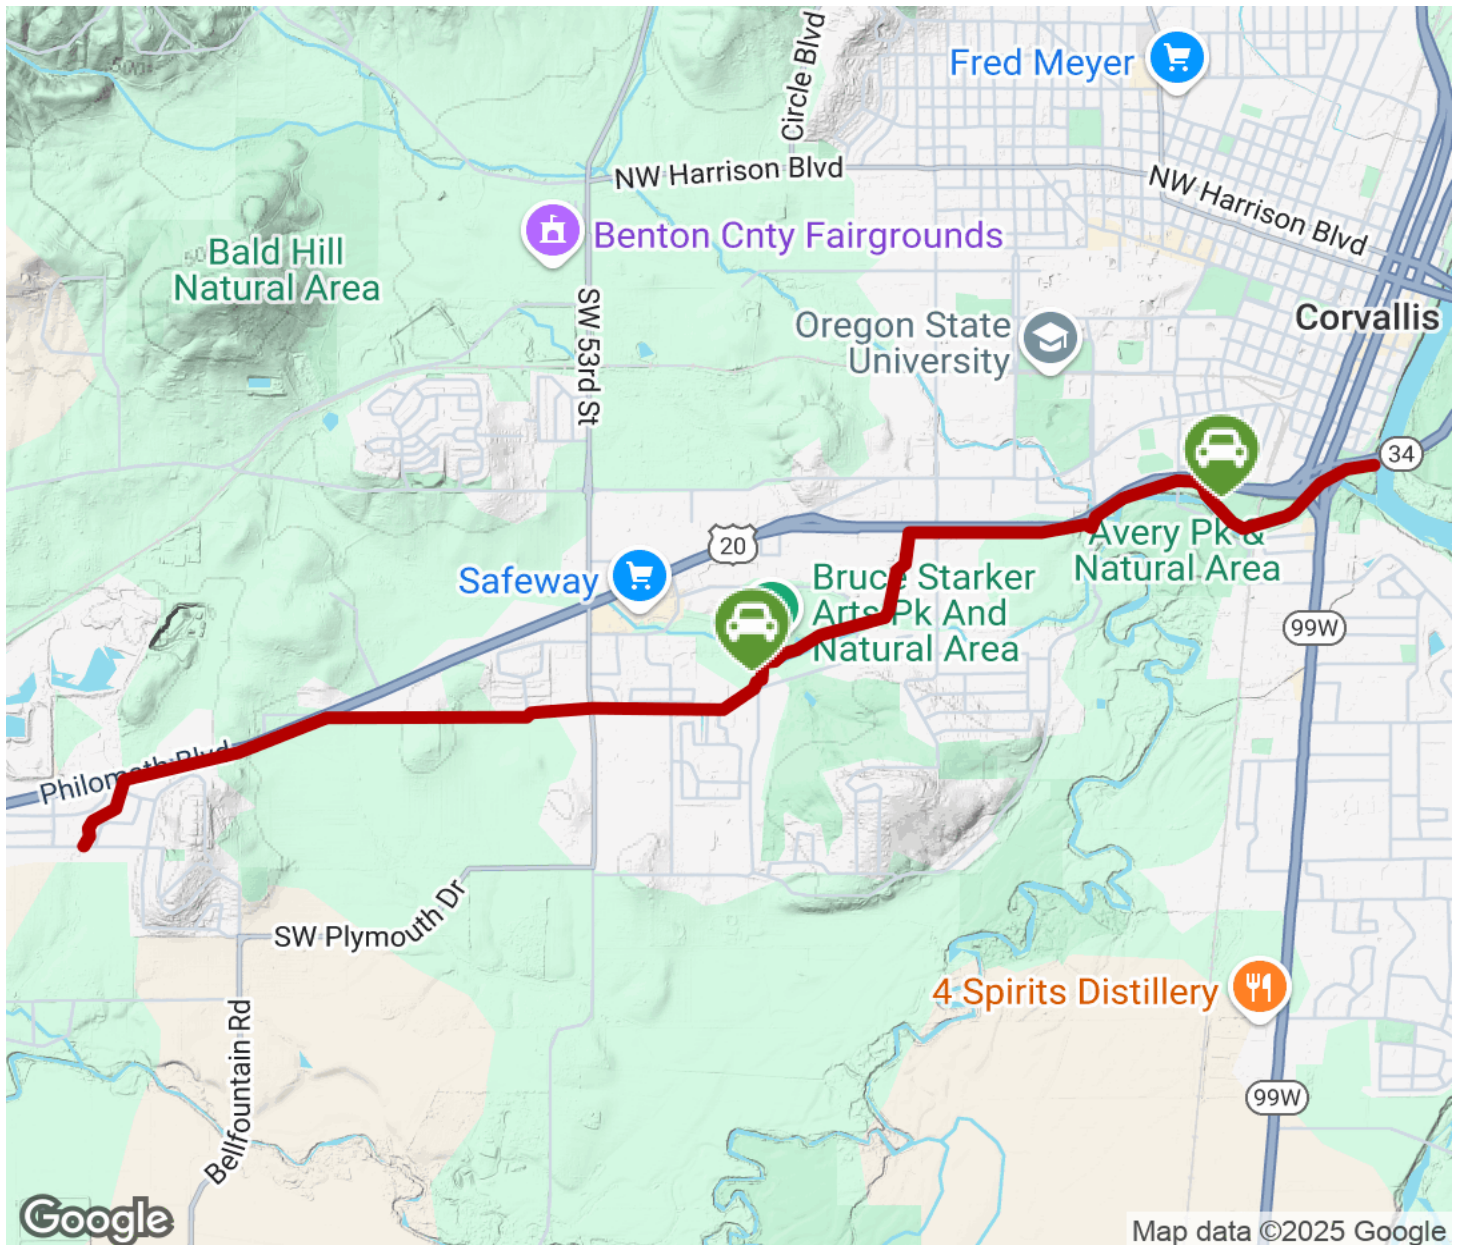 500
Circle Blvd
Fred Meyer
NW Harrison Blvd
NW Harrison Blvd
Benton Cnty Fairgrounds
Bald Hill
Natural Area
SW 53rd St
Oregon State
University
Corvallis
34
20
Avery Pk &
Natural Area
Safeway
Bruce Starker
Arts Pk And
Natural Area
99W
Philomath Blvd
SW Plymouth Dr
4 Spirits Distillery
Bellfountain Rd
99W
Google
Map data ©2025 Google